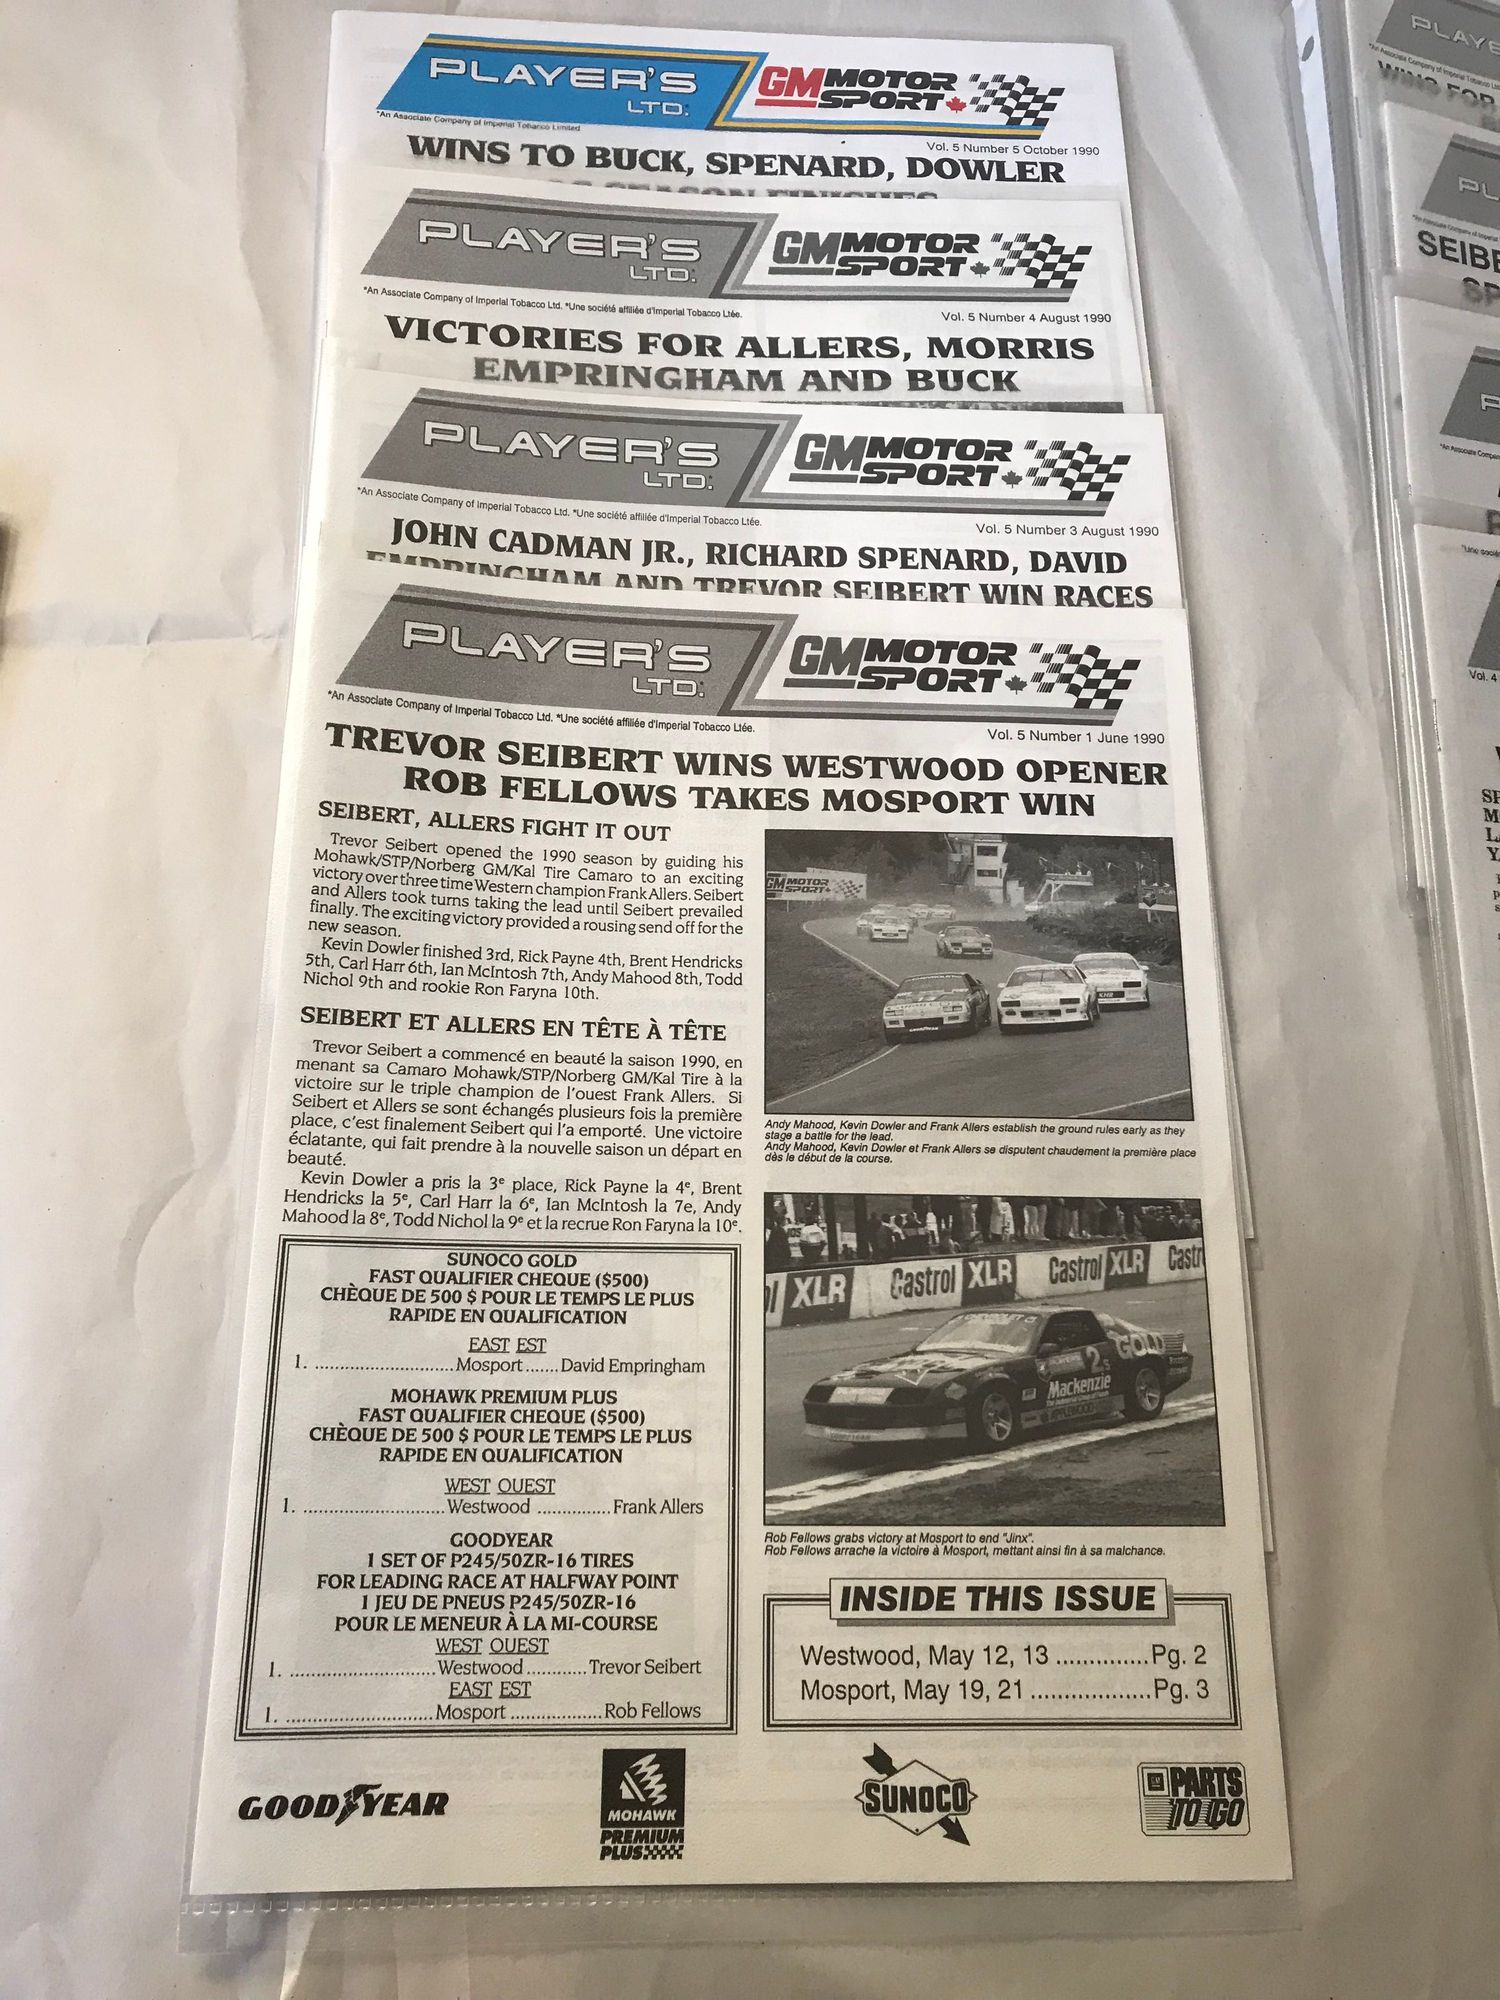 PLAYER'S
LTD.*
GM MOTOR
SPORT
*An Associate Company of Imperial Tobacco Limited
Vol. 5 Number 5 October 1990
WINS TO BUCK, SPENARD, DOWLER
PLAYER'S
LTD.*
GM MOTOR
SPORT
*An Associate Company of Imperial Tobacco Ltd. *Une société affiliée d'Imperial Tobacco Ltée.
Vol. 5 Number 4 August 1990
VICTORIES FOR ALLERS, MORRIS
EMPRINGHAM AND BUCK
PLAYER'S
LTD.*
GM MOTOR
SPORT
*An Associate Company of Imperial Tobacco Ltd. *Une société affiliée d'Imperial Tobacco Ltée.
Vol. 5 Number 3 August 1990
JOHN CADMAN JR., RICHARD SPENARD, DAVID
EMPRINGHAM AND TREVOR SEIBERT WIN RACES
PLAYER'S
LTD.*
GM MOTOR
SPORT
*An Associate Company of Imperial Tobacco Ltd. *Une société affiliée d'Imperial Tobacco Ltée.
Vol. 5 Number 1 June 1990
TREVOR SEIBERT WINS WESTWOOD OPENER
ROB FELLOWS TAKES MOSPORT WIN
SEIBERT, ALLERS FIGHT IT OUT
Trevor Seibert opened the 1990 season by guiding his
Mohawk/STP/Norberg GM/Kal Tire Camaro to an exciting
victory over three time Western champion Frank Allers. Seibert
and Allers took turns taking the lead until Seibert prevailed
finally. The exciting victory provided a rousing send off for the
new season.
Kevin Dowler finished 3rd, Rick Payne 4th, Brent Hendricks
5th, Carl Harr 6th, Ian McIntosh 7th, Andy Mahood 8th, Todd
Nichol 9th and rookie Ron Faryna 10th.
SEIBERT ET ALLERS EN TÊTE À TÊTE
Trevor Seibert a commencé en beauté la saison 1990, en
menant sa Camaro Mohawk/STP/Norberg GM/Kal Tire à la
victoire sur le triple champion de l'ouest Frank Allers. Si
Seibert et Allers se sont échangés plusieurs fois la première
place, c'est finalement Seibert qui l'a emporté. Une victoire
éclatante, qui fait prendre à la nouvelle saison un départ en
beauté.
Kevin Dowler a pris la 3e place, Rick Payne la 4e, Brent
Hendricks la 5e, Carl Harr la 6e, Ian McIntosh la 7e, Andy
Mahood la 8e, Todd Nichol la 9e et la recrue Ron Faryna la 10e.
SUNOCO GOLD
FAST QUALIFIER CHEQUE ($500)
CHÈQUE DE 500 $ POUR LE TEMPS LE PLUS
RAPIDE EN QUALIFICATION
EAST EST
1. ............................Mosport.......David Empringham
MOHAWK PREMIUM PLUS
FAST QUALIFIER CHEQUE ($500)
CHÈQUE DE 500 $ POUR LE TEMPS LE PLUS
RAPIDE EN QUALIFICATION
WEST OUEST
1. .............................Westwood ...............Frank Allers
GOODYEAR
1 SET OF P245/50ZR-16 TIRES
FOR LEADING RACE AT HALFWAY POINT
1 JEU DE PNEUS P245/50ZR-16
POUR LE MENEUR À LA MI-COURSE
WEST OUEST
1. .............................Westwood............Trevor Seibert
EAST EST
1. .............................Mosport...................Rob Fellows
GM MOTOR
SPORT
KHR
Andy Mahood, Kevin Dowler and Frank Allers establish the ground rules early as they
stage a battle for the lead.
Andy Mahood, Kevin Dowler et Frank Allers se disputent chaudement la première place
dès le début de la course.
XLR Castrol XLR Castrol XLR Castr
GOLD
2
Mackenzie
Rob Fellows grabs victory at Mosport to end "Jinx".
Rob Fellows arrache la victoire à Mosport, mettant ainsi fin à sa malchance.
INSIDE THIS ISSUE
Westwood, May 12, 13 ..............Pg. 2
Mosport, May 19, 21 ..................Pg. 3
GOODYEAR
MOHAWK
PREMIUM
PLUS
SUNOCO
GM PARTS
TO GO
PLAYE
WINS FOR
PL
SEIBE
SP
P
Vol. 4